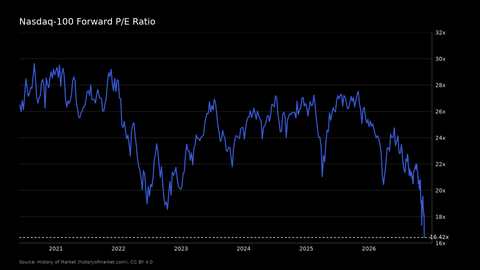 Nasdaq-100 Forward P/E Ratio
32x
30x
28x
26x
24x
22x
20x
18x
16.42x
16x
2021 2022 2023 2024 2025 2026
Source: History of Market (historyofmarket.com), CC BY 4.0